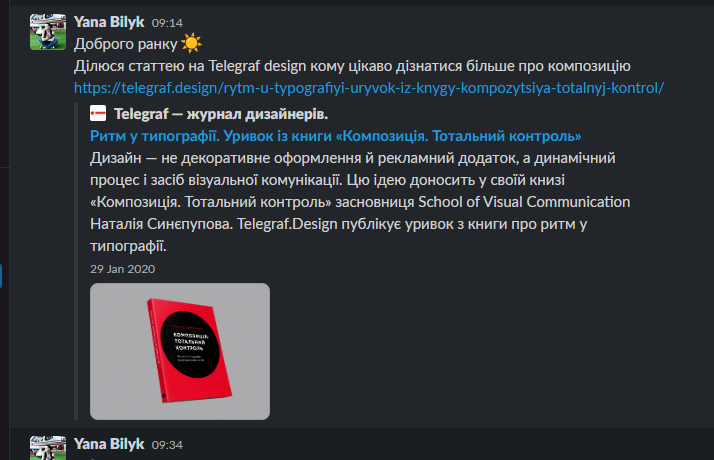 Yana Bilyk 09:14
Доброго ранку
Ділюся статтею на Telegraf design кому цікаво дізнатися більше про композицію
https://telegraf.design/rytm-u-typografiyi-uryvok-iz-knygy-kompozytsiya-totalnyj-kontrol/
Telegraf — журнал дизайнерів.
Ритм у типографії. Уривок із книги «Композиція. Тотальний контроль»
Дизайн — не декоративне оформлення й рекламний додаток, а динамічний
процес і засіб візуальної комунікації. Цю ідею доносить у своїй книзі
«Композиція. Тотальний контроль» засновниця School of Visual Communication
Наталія Синєпупова. Telegraf.Design публікує уривок з книги про ритм у
типографії.
29 Jan 2020
КОМПОЗИЦІЯ:
ТОТАЛЬНИЙ
КОНТРОЛЬ
Yana Bilyk 09:34